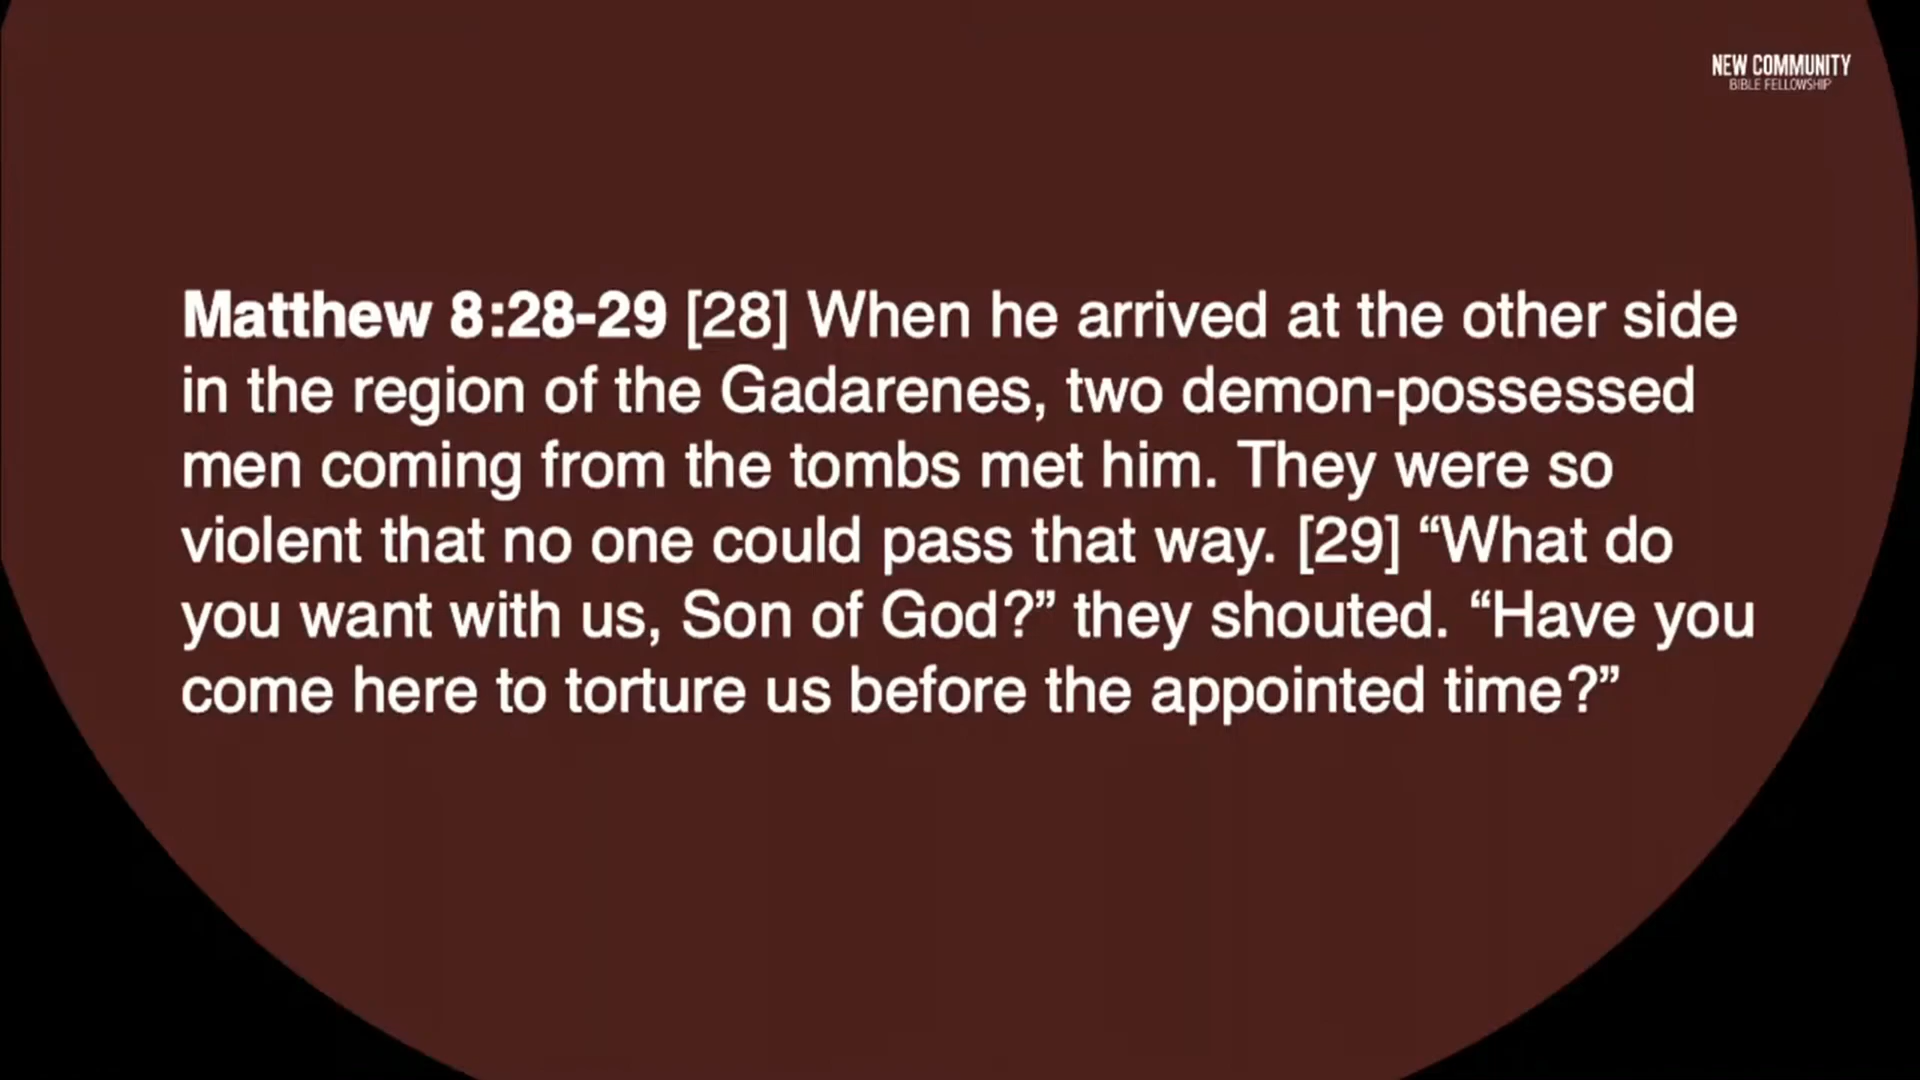 NEW COMMUNITY
BIBLE FELLOWSHIP
Matthew 8:28-29 [28] When he arrived at the other side
in the region of the Gadarenes, two demon-possessed
men coming from the tombs met him. They were so
violent that no one could pass that way. [29] “What do
you want with us, Son of God?” they shouted. “Have you
come here to torture us before the appointed time?”